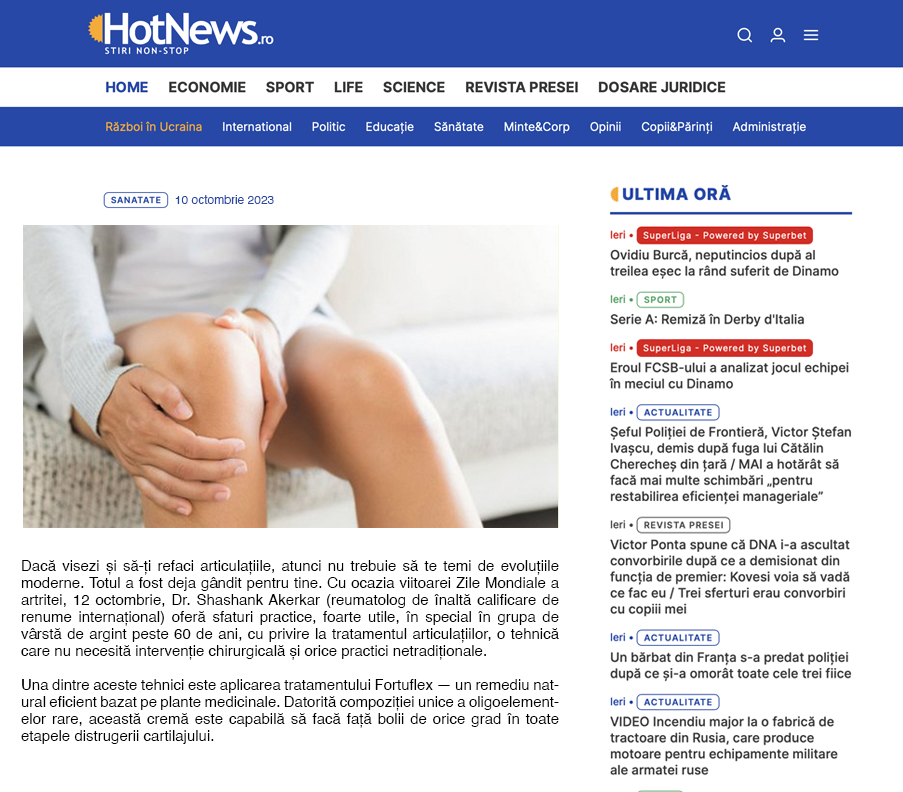 HotNews.ro
STIRI NON-STOP
HOME ECONOMIE SPORT LIFE SCIENCE REVISTA PRESEI DOSARE JURIDICE
Război în Ucraina International Politic Educație Sănătate Minte&Corp Opinii Copii&Părinți Administrație
SANATATE 10 octombrie 2023
Dacă visezi și să-ți refaci articulațiile, atunci nu trebuie să te temi de evoluțiile
moderne. Totul a fost deja gândit pentru tine. Cu ocazia viitoarei Zile Mondiale a
artritei, 12 octombrie, Dr. Shashank Akerkar (reumatolog de înaltă calificare de
renume internațional) oferă sfaturi practice, foarte utile, în special în grupa de
vârstă de argint peste 60 de ani, cu privire la tratamentul articulațiilor, o tehnică
care nu necesită intervenție chirurgicală și orice practici netradiționale.
Una dintre aceste tehnici este aplicarea tratamentului Fortuflex — un remediu nat-
ural eficient bazat pe plante medicinale. Datorită compoziției unice a oligoelement-
elor rare, această cremă este capabilă să facă față bolii de orice grad în toate
etapele distrugerii cartilajului.
ULTIMA ORĂ
Ieri • SuperLiga - Powered by Superbet
Ovidiu Burcă, neputincios după al
treilea eșec la rând suferit de Dinamo
Ieri • SPORT
Serie A: Remiză în Derby d'Italia
Ieri • SuperLiga - Powered by Superbet
Eroul FCSB-ului a analizat jocul echipei
în meciul cu Dinamo
Ieri • ACTUALITATE
Șeful Poliției de Frontieră, Victor Ștefan
Ivașcu, demis după fuga lui Cătălin
Cherecheș din țară / MAI a hotărât să
facă mai multe schimbări „pentru
restabilirea eficienței manageriale”
Ieri • REVISTA PRESEI
Victor Ponta spune că DNA i-a ascultat
convorbirile după ce a demisionat din
funcția de premier: Kovesi voia să vadă
ce fac eu / Trei sferturi erau convorbiri
cu copiii mei
Ieri • ACTUALITATE
Un bărbat din Franța s-a predat poliției
după ce și-a omorât toate cele trei fiice
Ieri • ACTUALITATE
VIDEO Incendiu major la o fabrică de
tractoare din Rusia, care produce
motoare pentru echipamente militare
ale armatei ruse